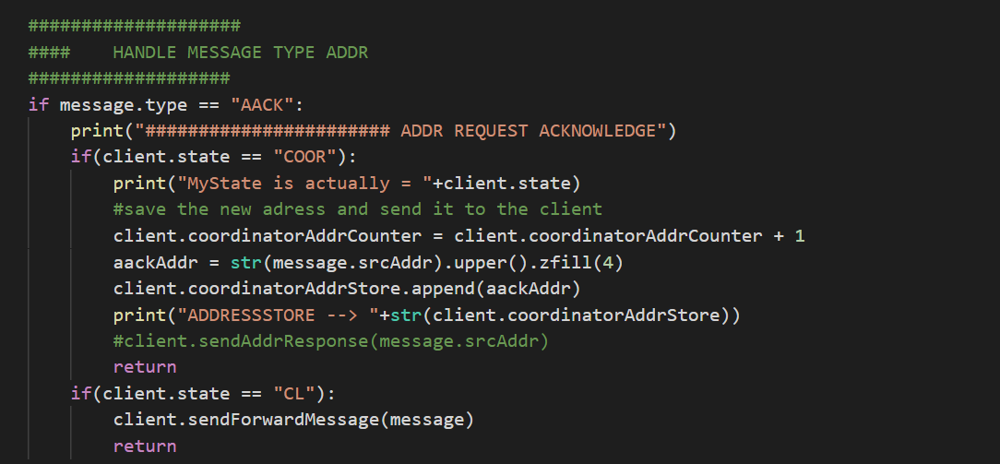 ####################
####    HANDLE MESSAGE TYPE ADDR
###################
if message.type == "AACK":
    print("####################### ADDR REQUEST ACKNOWLEDGE")
    if(client.state == "COOR"):
        print("MyState is actually = "+client.state)
        #save the new adress and send it to the client
        client.coordinatorAddrCounter = client.coordinatorAddrCounter + 1
        aackAddr = str(message.srcAddr).upper().zfill(4)
        client.coordinatorAddrStore.append(aackAddr)
        print("ADDRESSSTORE --> "+str(client.coordinatorAddrStore))
        #client.sendAddrResponse(message.srcAddr)
        return
    if(client.state == "CL"):
        client.sendForwardMessage(message)
        return